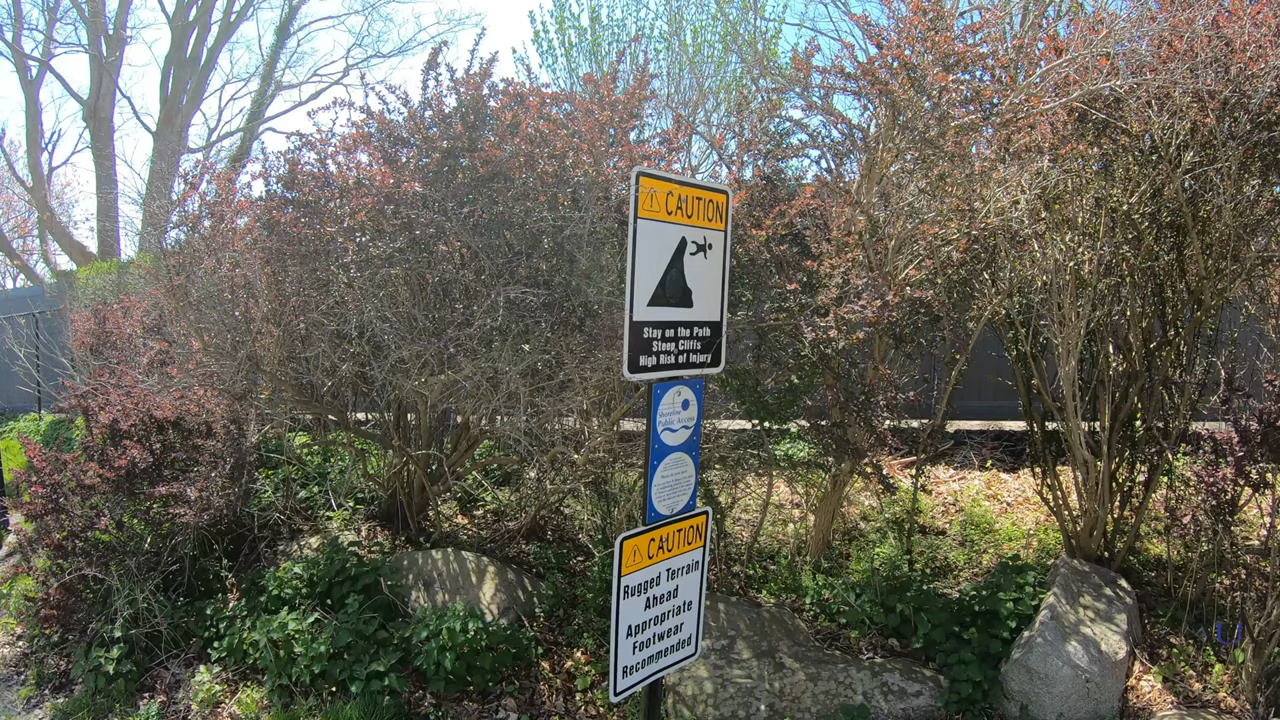 CAUTION
Stay on the Path
Steep Cliffs
High Risk of Injury
Shoreline
Public Access
CAUTION
Rugged Terrain
Ahead
Appropriate
Footwear
Recommended